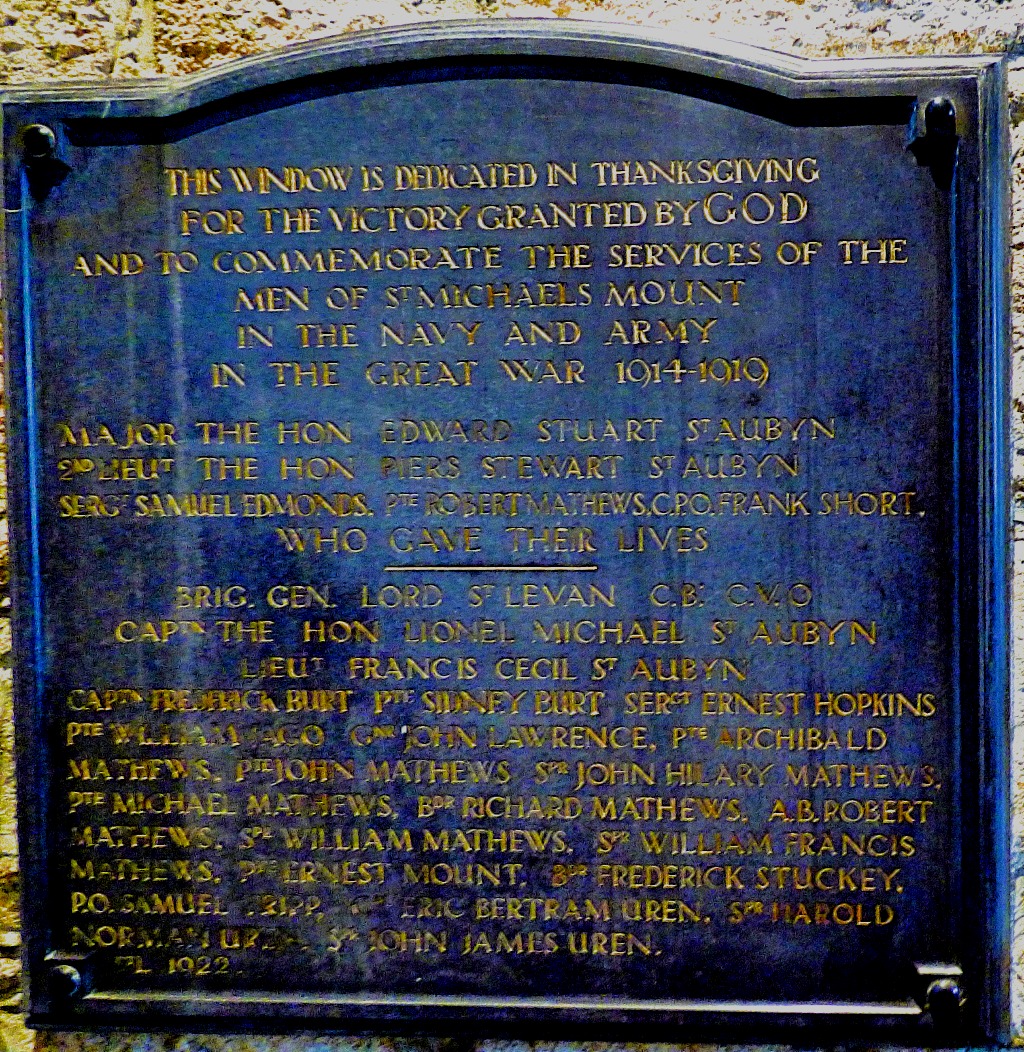 THIS WINDOW IS DEDICATED IN THANKSGIVING
FOR THE VICTORY GRANTED BY GOD
AND TO COMMEMORATE THE SERVICES OF THE
MEN OF ST MICHAELS MOUNT
IN THE NAVY AND ARMY
IN THE GREAT WAR 1914-1919
MAJOR THE HON EDWARD STUART ST AUBYN
2ND LIEUT THE HON PIERS STEWART ST AUBYN
SERGT SAMUEL EDMONDS. PTE ROBERT MATHEWS. C.P.O. FRANK SHORT.
WHO GAVE THEIR LIVES
BRIG. GEN. LORD ST LEVAN C.B. C.V.O
CAPTN THE HON LIONEL MICHAEL ST AUBYN
LIEUT FRANCIS CECIL ST AUBYN
CAPTN FREDERICK BURT PTE SIDNEY BURT SERGT ERNEST HOPKINS
PTE WILLIAM JAGO GNR JOHN LAWRENCE, PTE ARCHIBALD
MATHEWS. PTE JOHN MATHEWS SPR JOHN HILARY MATHEWS.
PTE MICHAEL MATHEWS. BDR RICHARD MATHEWS. A.B. ROBERT
MATHEWS. SPR WILLIAM MATHEWS. SPR WILLIAM FRANCIS
MATHEWS. PTE ERNEST MOUNT. BDR FREDERICK STUCKEY.
P.O. SAMUEL ERIC BERTRAM UREN. SPR HAROLD
NORMAN UREN. JOHN JAMES UREN.
1922.